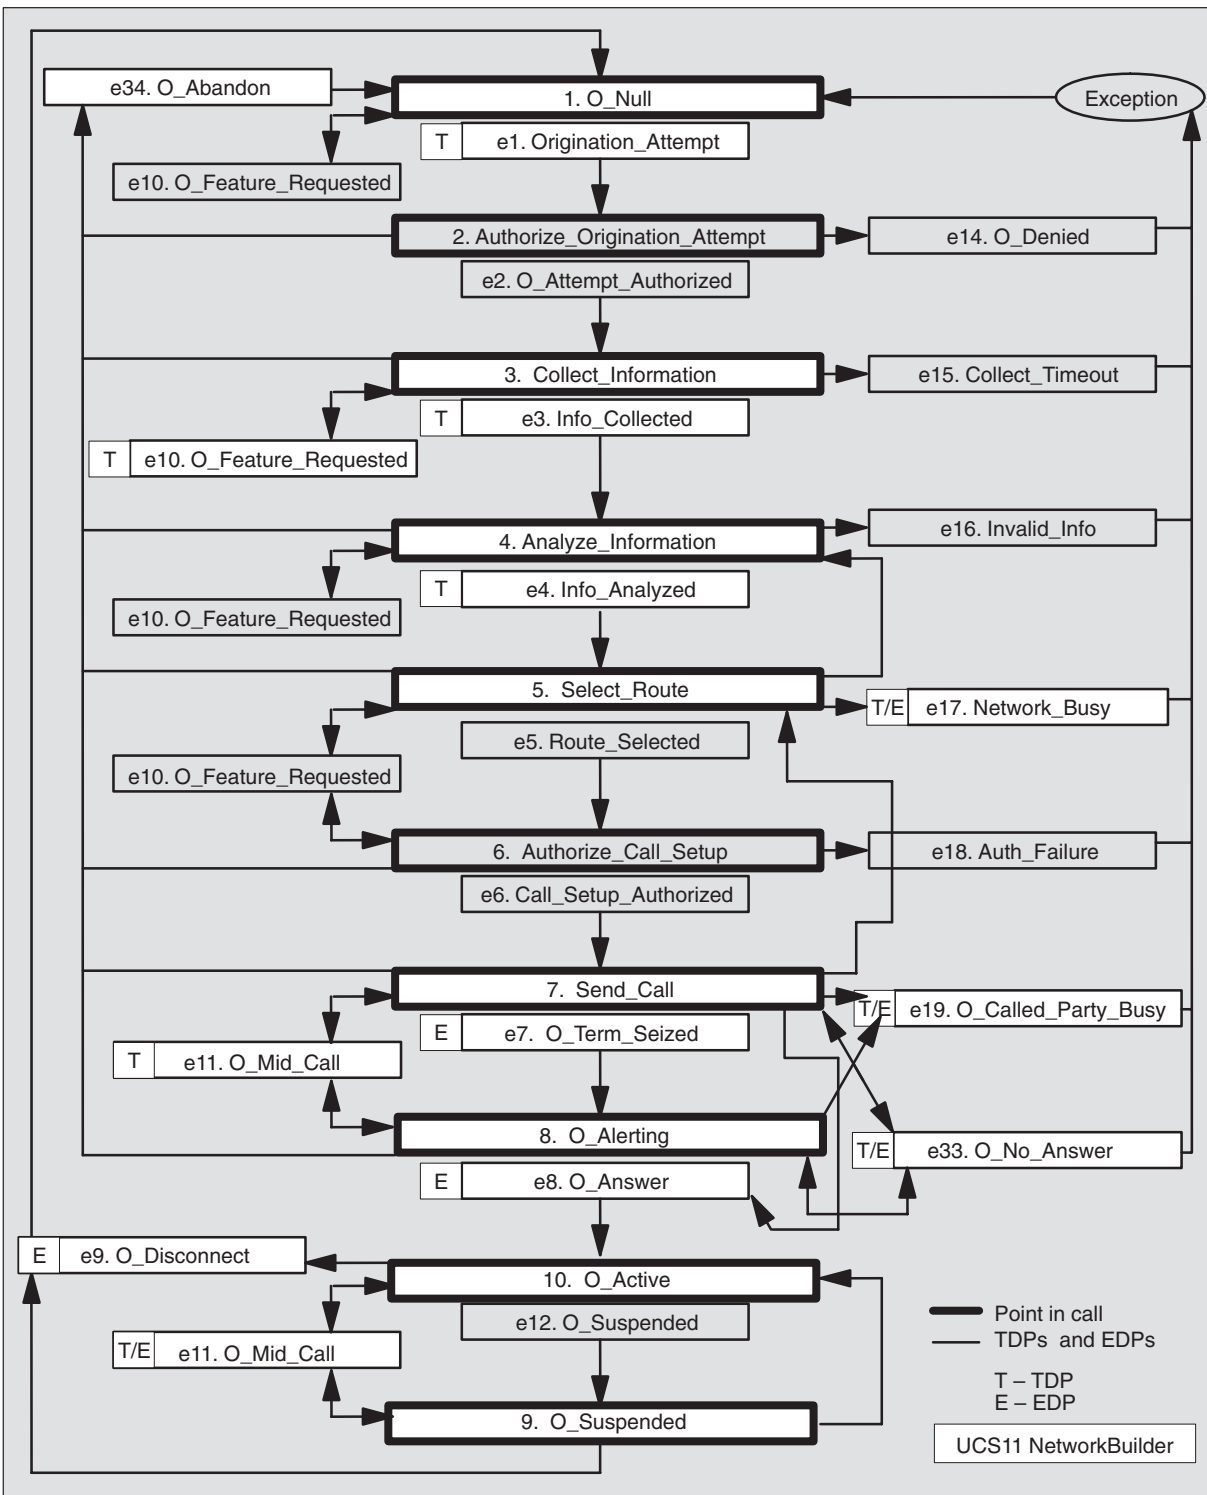 e34. O_Abandon
1. O_Null
Exception
T e1. Origination_Attempt
e10. O_Feature_Requested
2. Authorize_Origination_Attempt
e14. O_Denied
e2. O_Attempt_Authorized
3. Collect_Information
e15. Collect_Timeout
T e3. Info_Collected
T e10. O_Feature_Requested
4. Analyze_Information
e16. Invalid_Info
T e4. Info_Analyzed
e10. O_Feature_Requested
5. Select_Route
T/E e17. Network_Busy
e5. Route_Selected
e10. O_Feature_Requested
6. Authorize_Call_Setup
e18. Auth_Failure
e6. Call_Setup_Authorized
7. Send_Call
T/E e19. O_Called_Party_Busy
E e7. O_Term_Seized
T e11. O_Mid_Call
8. O_Alerting
T/E e33. O_No_Answer
E e8. O_Answer
E e9. O_Disconnect
10. O_Active
e12. O_Suspended
T/E e11. O_Mid_Call
9. O_Suspended
Point in call
TDPs and EDPs
T – TDP
E – EDP
UCS11 NetworkBuilder